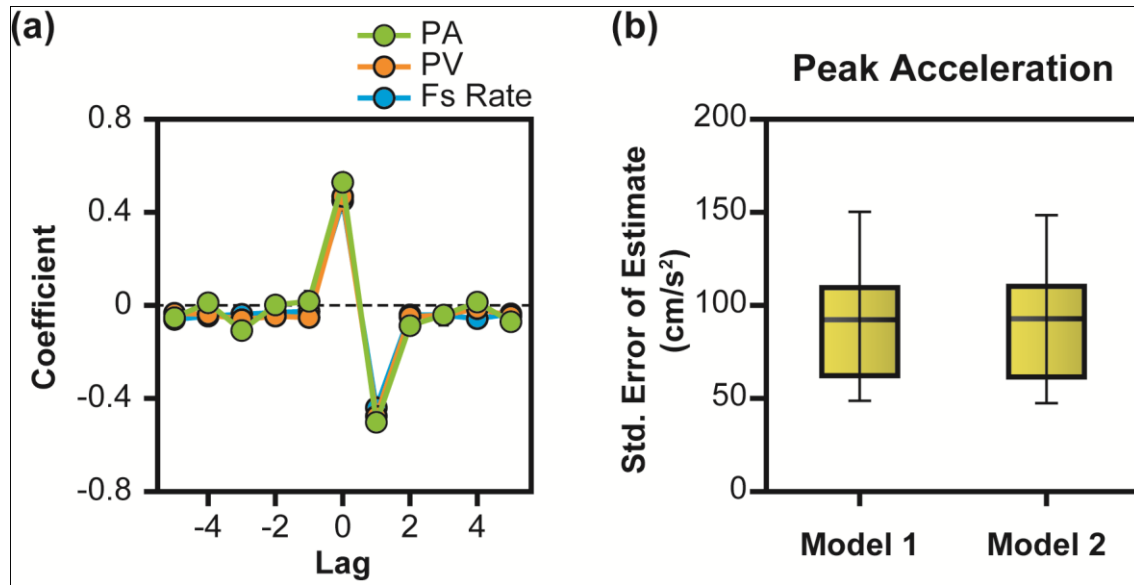 (a)
PA
PV
Fs Rate
0.8
0.4
0
-0.4
-0.8
Coefficient
-4 -2 0 2 4
Lag
(b)
Peak Acceleration
200
150
100
50
0
Std. Error of Estimate
(cm/s²)
Model 1 Model 2